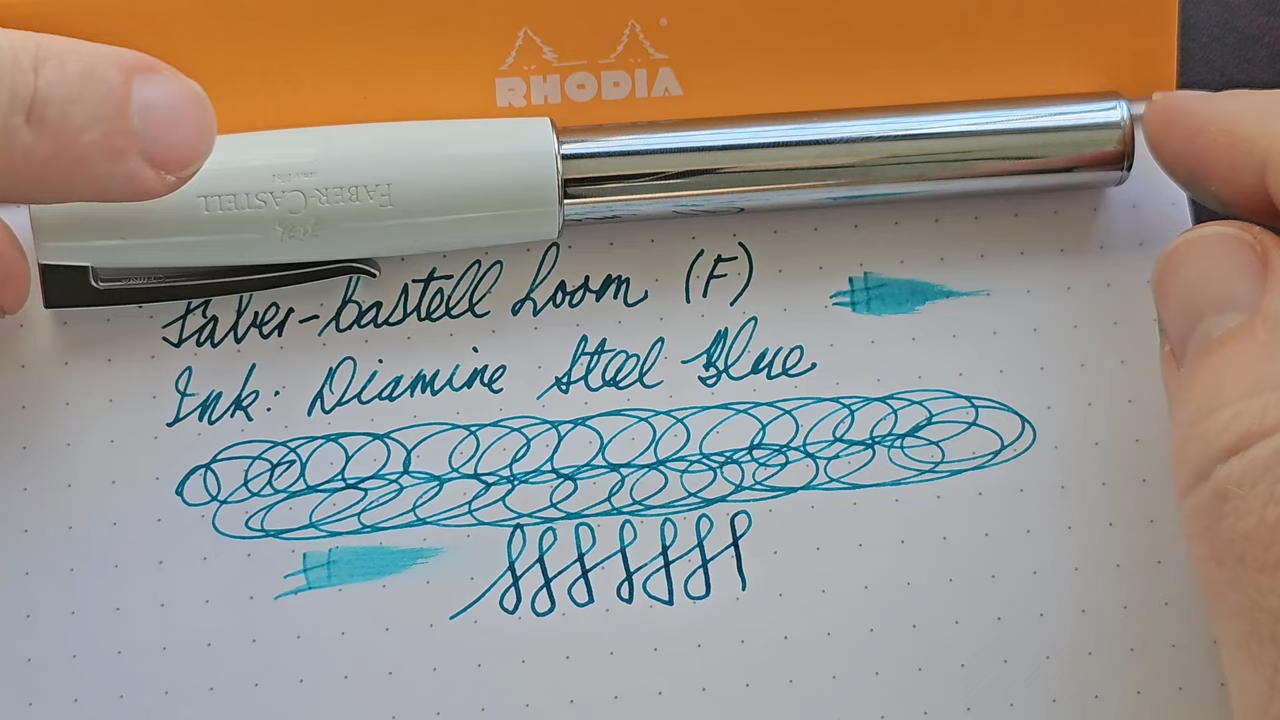 RHODIA
FABER-CASTELL
Faber-Castell Loom (F)
Ink: Diamine Steel Blue